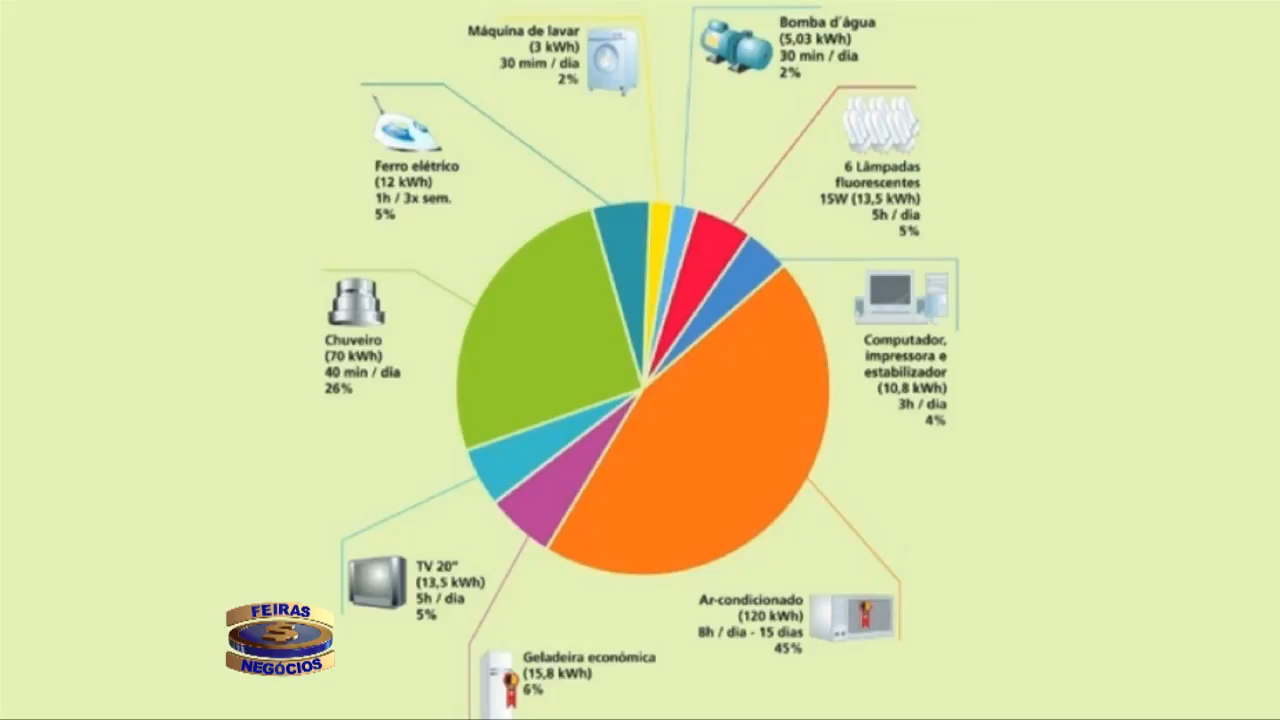 Máquina de lavar
(3 kWh)
30 mim / dia
2%
Bomba d´água
(5,03 kWh)
30 min / dia
2%
Ferro elétrico
(12 kWh)
1h / 3x sem.
5%
6 Lâmpadas
fluorescentes
15W (13,5 kWh)
5h / dia
5%
Chuveiro
(70 kWh)
40 min / dia
26%
Computador,
impressora e
estabilizador
(10,8 kWh)
3h / dia
4%
TV 20"
(13,5 kWh)
5h / dia
5%
Ar-condicionado
(120 kWh)
8h / dia - 15 dias
45%
Geladeira económica
(15,8 kWh)
6%
FEIRAS
$
NEGÓCIOS